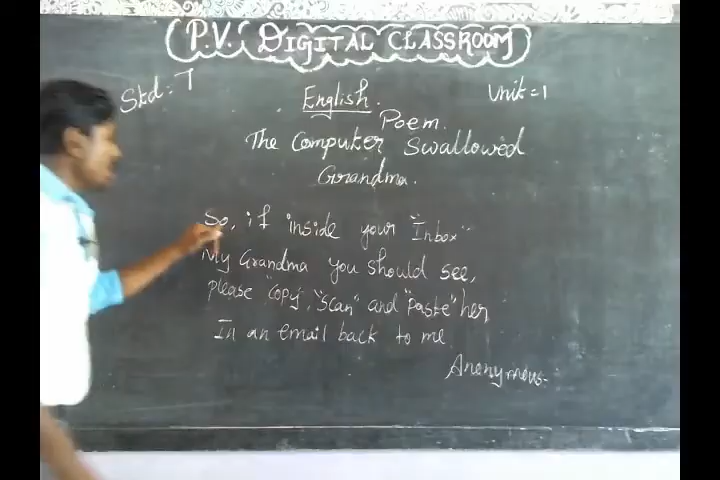 P.V. DIGITAL CLASSROOM
Std: 7
English.
Unit = 1
Poem.
The Computer Swallowed
Grandma.
So, if inside your "Inbox"
My Grandma you should see,
please "Copy", "Scan" and "Paste" her
In an email back to me
Anonymous.